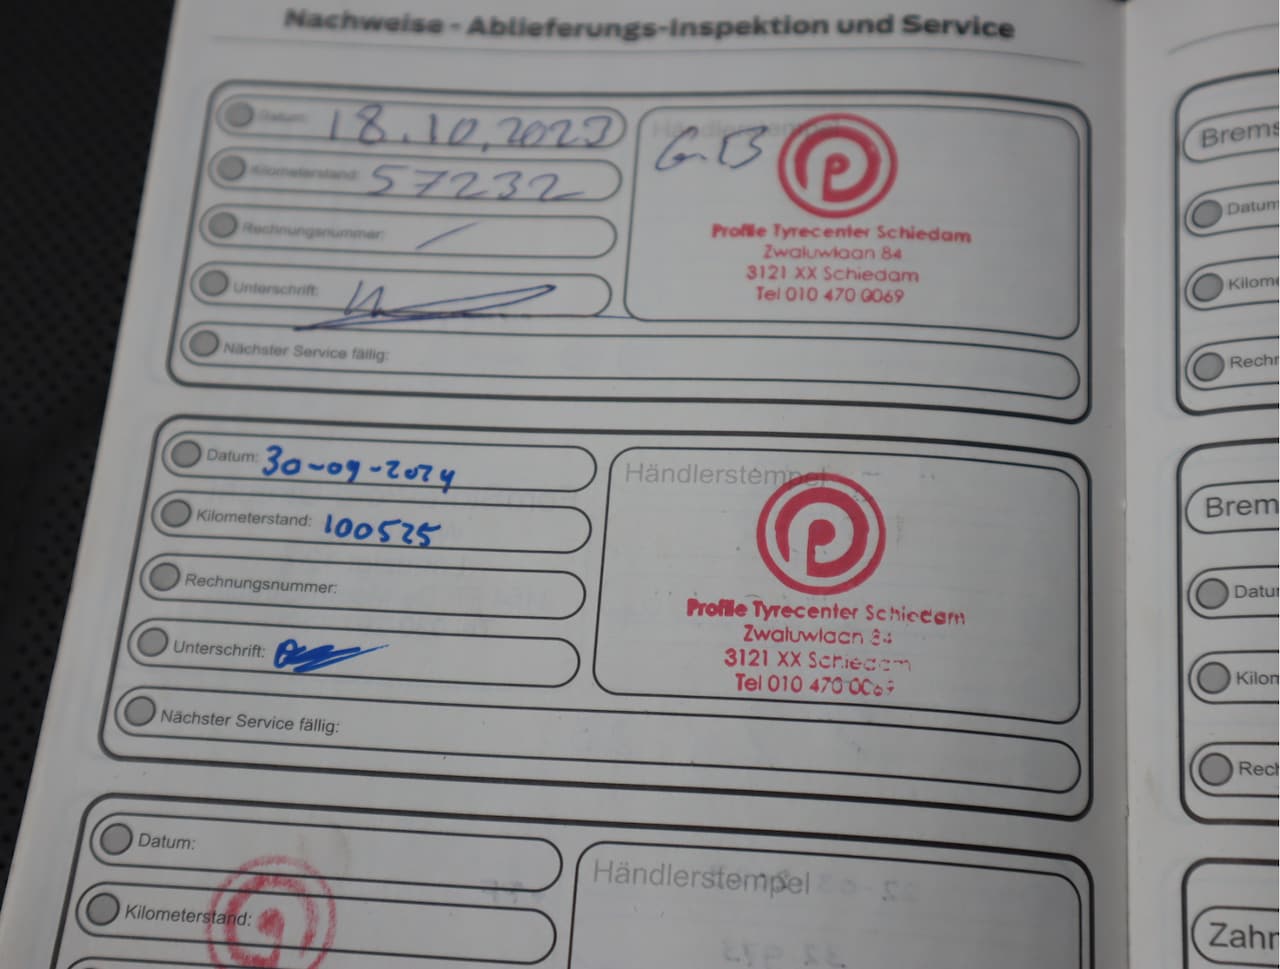 Nachweise - Ablieferungs-Inspektion und Service
Datum: 18.10.2023
Kilometerstand: 57232
Rechnungsnummer: /
Unterschrift:
Nächster Service fällig:
Händlerstempel
G.B
Profile Tyrecenter Schiedam
Zwaluwlaan 84
3121 XX Schiedam
Tel 010 470 0069
Datum: 30-09-2024
Kilometerstand: 100525
Rechnungsnummer:
Unterschrift:
Nächster Service fällig:
Händlerstempel
Profile Tyrecenter Schiedam
Zwaluwlaan 84
3121 XX Schiedam
Tel 010 470 0069
Datum:
Kilometerstand:
Händlerstempel
Brems
Datum
Kilom
Rechn
Brem
Datu
Kilon
Rech
Zahr